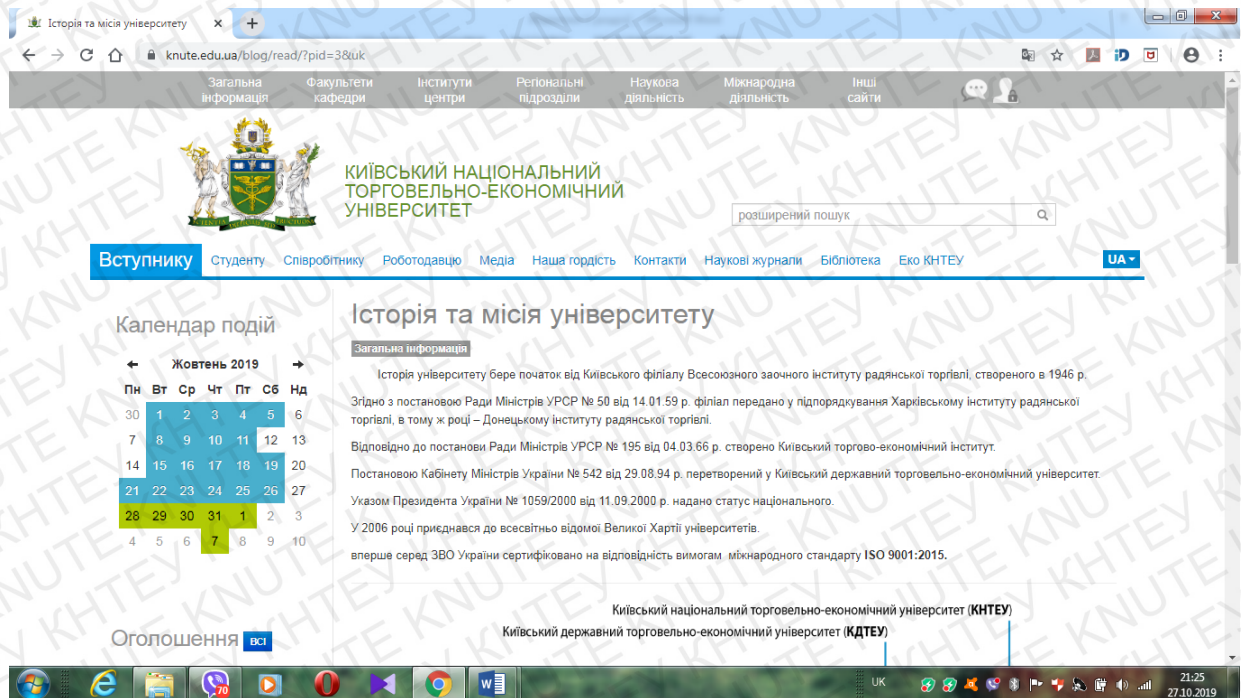 Історія та місія університету
knute.edu.ua/blog/read/?pid=3&uk
Загальна інформація
Факультети кафедри
Інститути центри
Регіональні підрозділи
Наукова діяльність
Міжнародна діяльність
Інші сайти
КИЇВСЬКИЙ НАЦІОНАЛЬНИЙ
ТОРГОВЕЛЬНО-ЕКОНОМІЧНИЙ
УНІВЕРСИТЕТ
розширений пошук
Вступнику Студенту Співробітнику Роботодавцю Медіа Наша гордість Контакти Наукові журнали Бібліотека Еко КНТЕУ UA
Календар подій
Жовтень 2019
Пн Вт Ср Чт Пт Сб Нд
30 1 2 3 4 5 6
7 8 9 10 11 12 13
14 15 16 17 18 19 20
21 22 23 24 25 26 27
28 29 30 31 1 2 3
4 5 6 7 8 9 10
Оголошення ВСІ
Історія та місія університету
Загальна інформація
Історія університету бере початок від Київського філіалу Всесоюзного заочного інституту радянської торгівлі, створеного в 1946 р.
Згідно з постановою Ради Міністрів УРСР № 50 від 14.01.59 р. філіал передано у підпорядкування Харківському інституту радянської
торгівлі, в тому ж році – Донецькому інституту радянської торгівлі.
Відповідно до постанови Ради Міністрів УРСР № 195 від 04.03.66 р. створено Київський торгово-економічний інститут.
Постановою Кабінету Міністрів України № 542 від 29.08.94 р. перетворений у Київський державний торговельно-економічний університет.
Указом Президента України № 1059/2000 від 11.09.2000 р. надано статус національного.
У 2006 році приєднався до всесвітньо відомої Великої Хартії університетів.
вперше серед ЗВО України сертифіковано на відповідність вимогам міжнародного стандарту ISO 9001:2015.
Київський національний торговельно-економічний університет (КНТЕУ)
Київський державний торговельно-економічний університет (КДТЕУ)
70
UK
21:25
27.10.2019